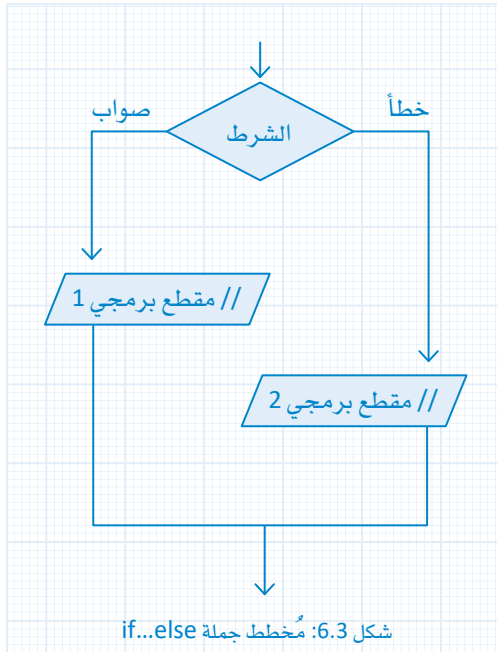 خطأ
صواب
الشرط
// مقطع برمجي 1
// مقطع برمجي 2
شكل 6.3: مُخطط جملة if...else